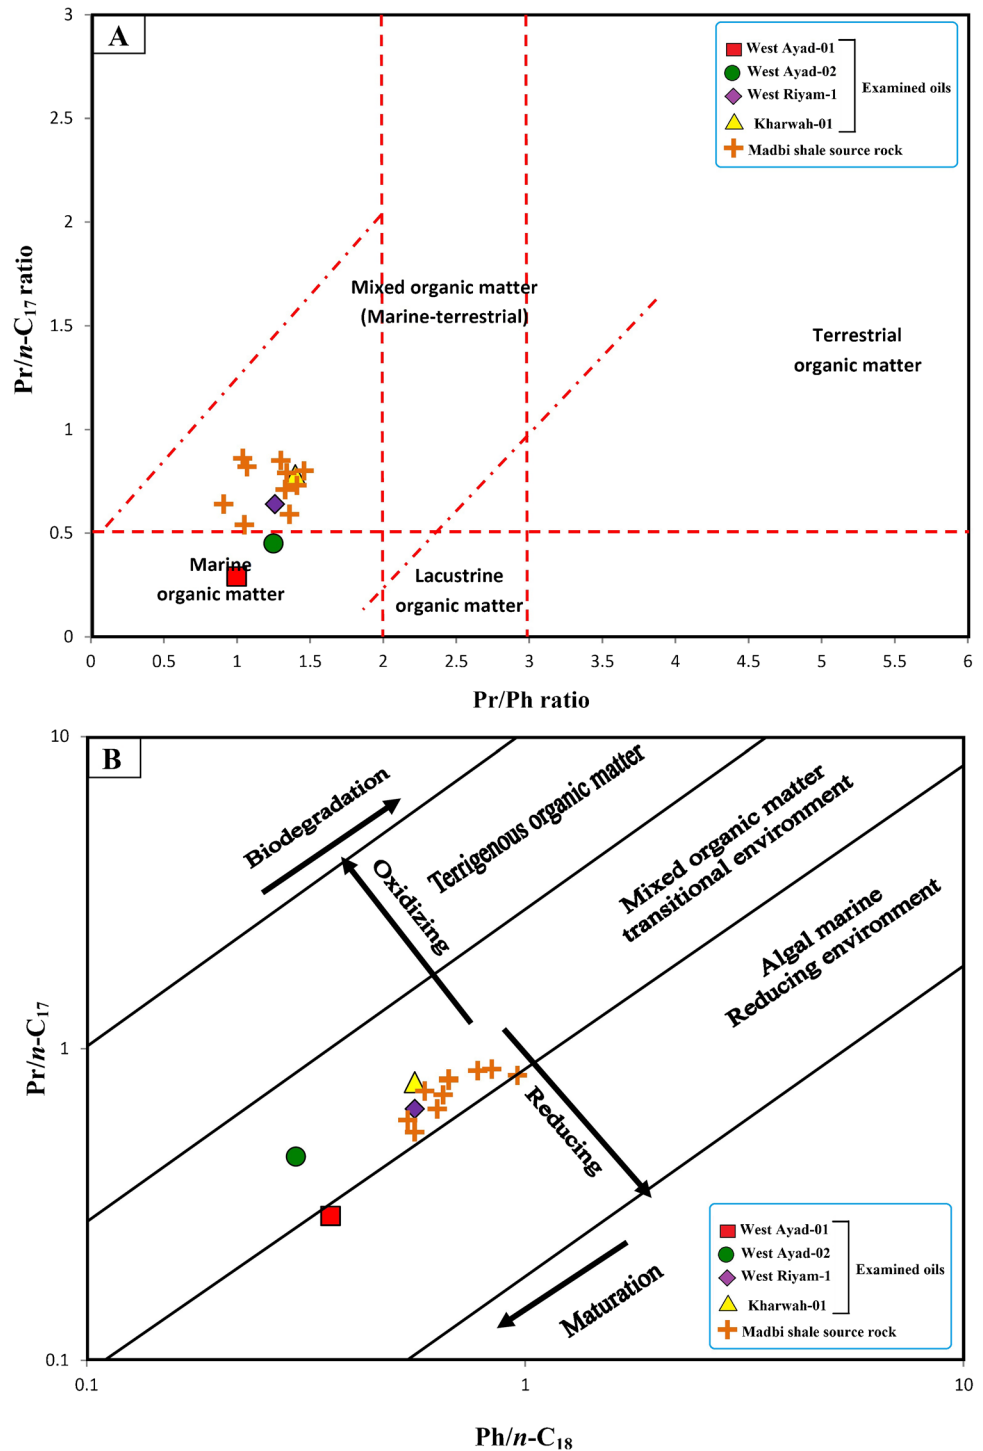 A
West Ayad-01
West Ayad-02
West Riyam-1
Kharwah-01
Examined oils
Madbi shale source rock
3
2.5
2
1.5
1
0.5
0
Pr/n-C17 ratio
Mixed organic matter
(Marine-terrestrial)
Terrestrial
organic matter
Marine
organic matter
Lacustrine
organic matter
0 0.5 1 1.5 2 2.5 3 3.5 4 4.5 5 5.5 6
Pr/Ph ratio
B
10
1
0.1
Pr/n-C17
Biodegradation
Oxidizing
Terrigenous organic matter
Mixed organic matter
transitional environment
Algal marine
Reducing environment
Reducing
Maturation
West Ayad-01
West Ayad-02
West Riyam-1
Kharwah-01
Examined oils
Madbi shale source rock
0.1 1 10
Ph/n-C18